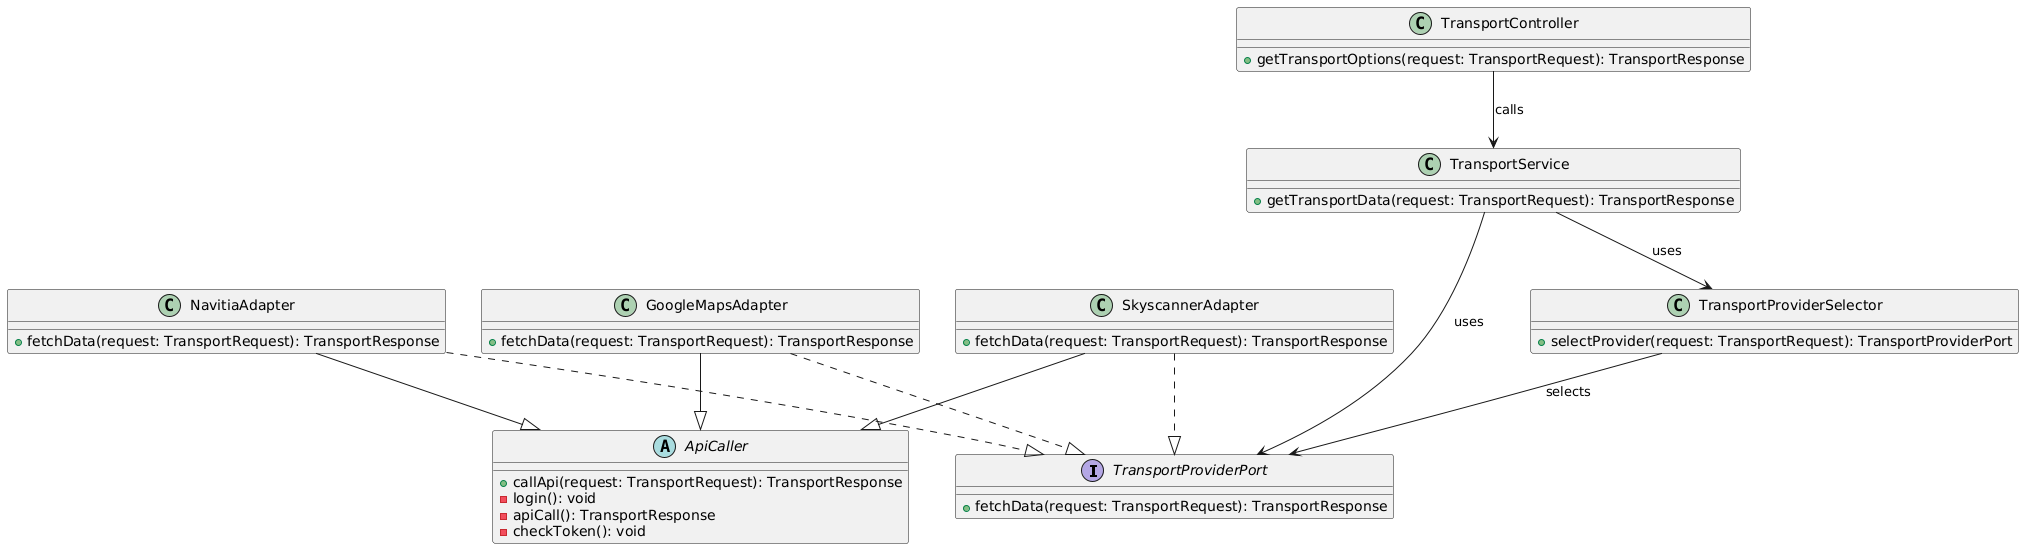 C TransportController
getTransportOptions(request: TransportRequest): TransportResponse
calls
C TransportService
getTransportData(request: TransportRequest): TransportResponse
uses
uses
C NavitiaAdapter
fetchData(request: TransportRequest): TransportResponse
C GoogleMapsAdapter
fetchData(request: TransportRequest): TransportResponse
C SkyscannerAdapter
fetchData(request: TransportRequest): TransportResponse
C TransportProviderSelector
selectProvider(request: TransportRequest): TransportProviderPort
selects
A ApiCaller
callApi(request: TransportRequest): TransportResponse
login(): void
apiCall(): TransportResponse
checkToken(): void
I TransportProviderPort
fetchData(request: TransportRequest): TransportResponse